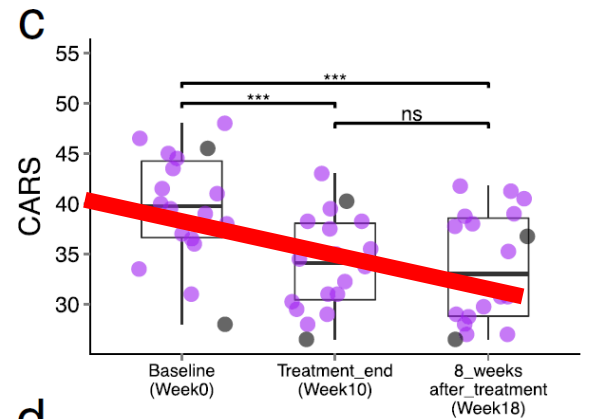 c
55
***
50
***
ns
45
CARS
40
35
30
Baseline
(Week0)
Treatment_end
(Week10)
8_weeks
after_treatment
(Week18)
d